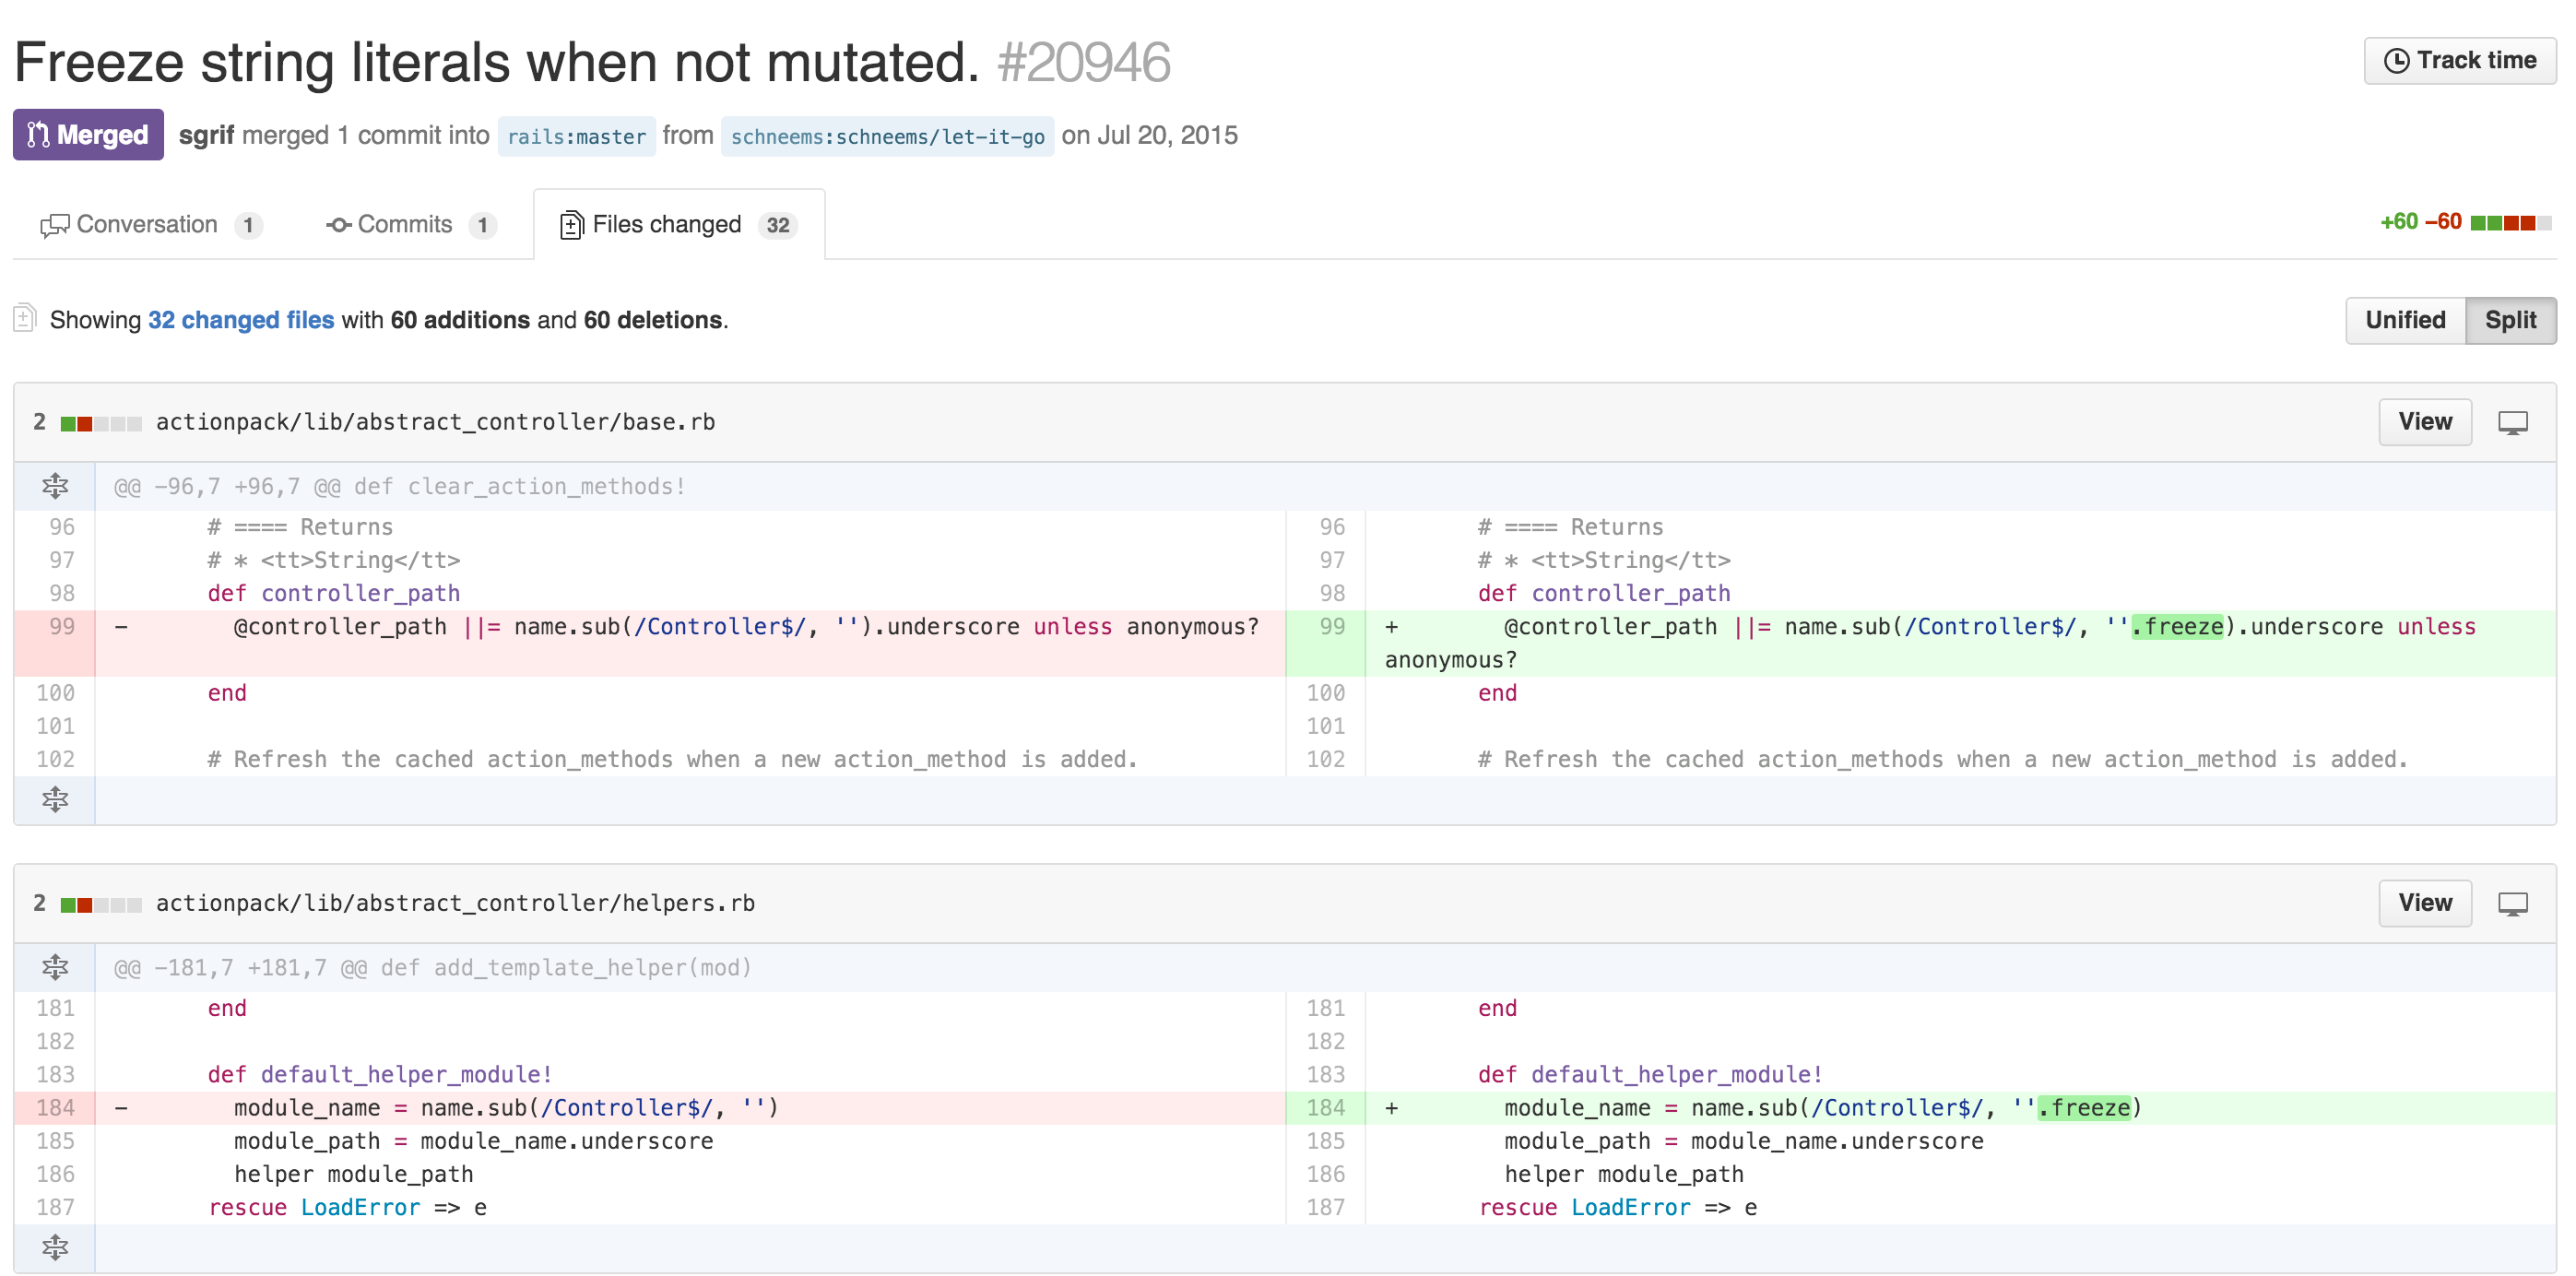 Freeze string literals when not mutated. #20946
Track time
Merged sgrif merged 1 commit into rails:master from schneems:schneems/let-it-go on Jul 20, 2015
Conversation 1 Commits 1 Files changed 32 +60 −60
Showing 32 changed files with 60 additions and 60 deletions.
Unified Split
2 actionpack/lib/abstract_controller/base.rb View
@@ -96,7 +96,7 @@ def clear_action_methods!
96 # ==== Returns 96 # ==== Returns
97 # * <tt>String</tt> 97 # * <tt>String</tt>
98 def controller_path 98 def controller_path
99 - @controller_path ||= name.sub(/Controller$/, '').underscore unless anonymous? 99 + @controller_path ||= name.sub(/Controller$/, ''.freeze).underscore unless
anonymous?
100 end 100 end
101 101
102 # Refresh the cached action_methods when a new action_method is added. 102 # Refresh the cached action_methods when a new action_method is added.
2 actionpack/lib/abstract_controller/helpers.rb View
@@ -181,7 +181,7 @@ def add_template_helper(mod)
181 end 181 end
182 182
183 def default_helper_module! 183 def default_helper_module!
184 - module_name = name.sub(/Controller$/, '') 184 + module_name = name.sub(/Controller$/, ''.freeze)
185 module_path = module_name.underscore 185 module_path = module_name.underscore
186 helper module_path 186 helper module_path
187 rescue LoadError => e 187 rescue LoadError => e